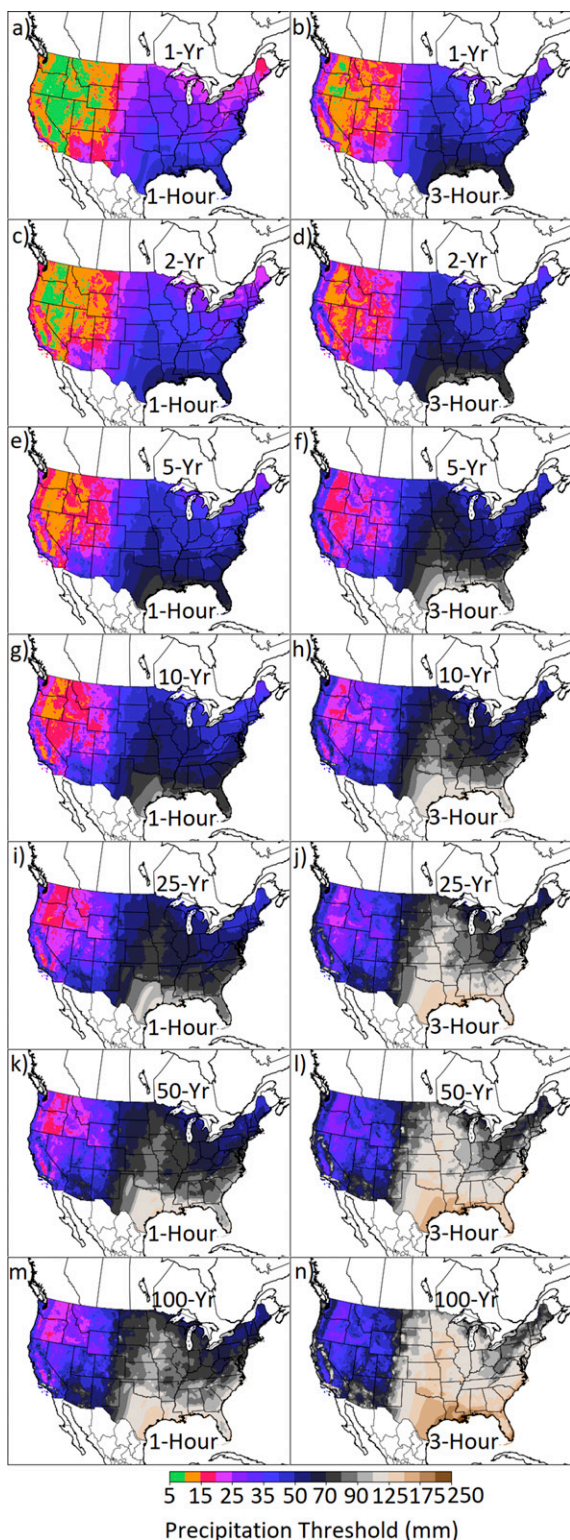 a)
1-Yr
1-Hour
b)
1-Yr
3-Hour
c)
2-Yr
1-Hour
d)
2-Yr
3-Hour
e)
5-Yr
1-Hour
f)
5-Yr
3-Hour
g)
10-Yr
1-Hour
h)
10-Yr
3-Hour
i)
25-Yr
1-Hour
j)
25-Yr
3-Hour
k)
50-Yr
1-Hour
l)
50-Yr
3-Hour
m)
100-Yr
1-Hour
n)
100-Yr
3-Hour
5 15 25 35 50 70 90 125 175 250
Precipitation Threshold (mm)